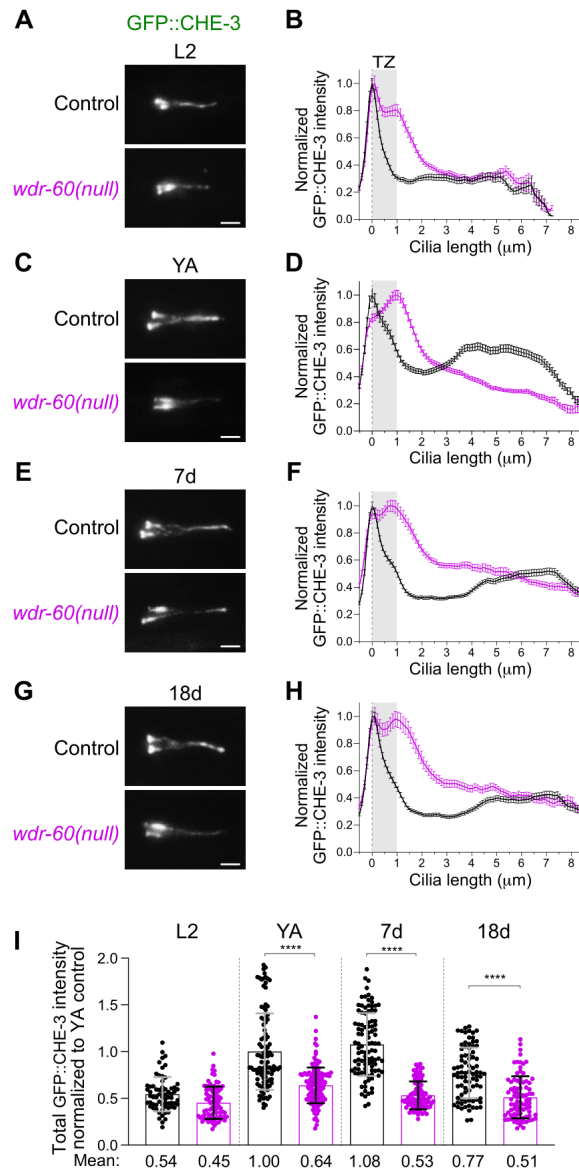 A
GFP::CHE-3
L2
Control
wdr-60(null)
B
TZ
Normalized
GFP::CHE-3 intensity
1.0
0.8
0.6
0.4
0.2
0.0
0 1 2 3 4 5 6 7 8
Cilia length (μm)
C
YA
Control
wdr-60(null)
D
Normalized
GFP::CHE-3 intensity
1.0
0.8
0.6
0.4
0.2
0.0
0 1 2 3 4 5 6 7 8
Cilia length (μm)
E
7d
Control
wdr-60(null)
F
Normalized
GFP::CHE-3 intensity
1.0
0.8
0.6
0.4
0.2
0.0
0 1 2 3 4 5 6 7 8
Cilia length (μm)
G
18d
Control
wdr-60(null)
H
Normalized
GFP::CHE-3 intensity
1.0
0.8
0.6
0.4
0.2
0.0
0 1 2 3 4 5 6 7 8
Cilia length (μm)
I
L2 YA 7d 18d
Total GFP::CHE-3 intensity
normalized to YA control
2.0
1.5
1.0
0.5
0.0
**** **** ****
Mean: 0.54 0.45 1.00 0.64 1.08 0.53 0.77 0.51